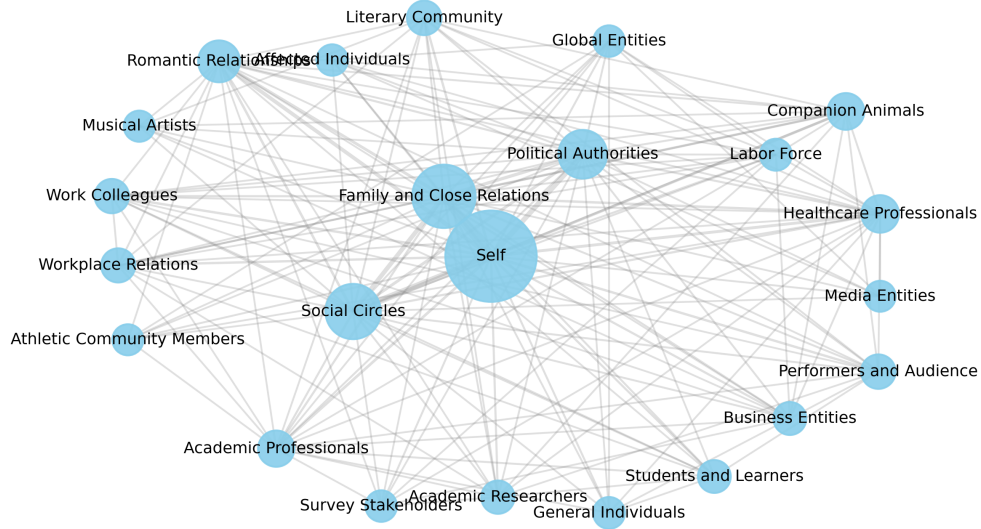 Literary Community
Global Entities
Romantic Relationships
Affected Individuals
Companion Animals
Musical Artists
Political Authorities
Labor Force
Work Colleagues
Family and Close Relations
Healthcare Professionals
Self
Workplace Relations
Media Entities
Social Circles
Athletic Community Members
Performers and Audience
Business Entities
Academic Professionals
Students and Learners
Academic Researchers
Survey Stakeholders
General Individuals